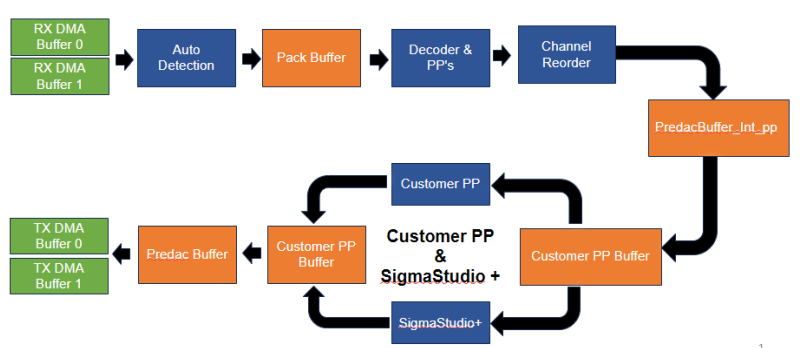 RX DMA
Buffer 0
RX DMA
Buffer 1
Auto
Detection
Pack Buffer
Decoder &
PP's
Channel
Reorder
PredacBuffer_Int_pp
Customer PP
TX DMA
Buffer 0
TX DMA
Buffer 1
Predac Buffer
Customer PP
Buffer
Customer PP
&
SigmaStudio +
Customer PP Buffer
SigmaStudio+
1